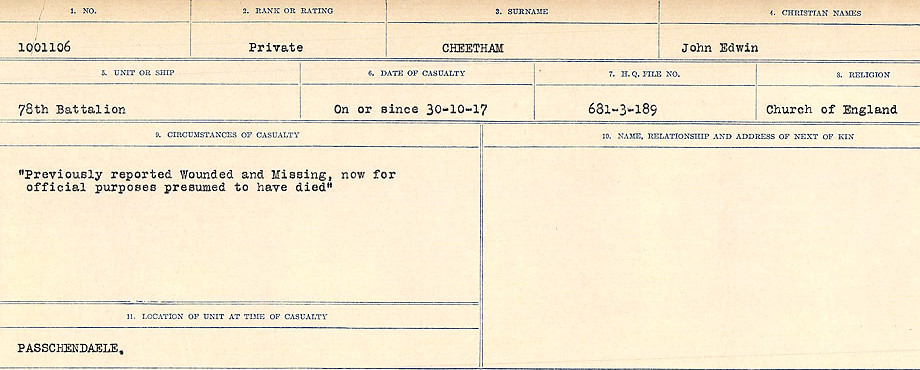 1. NO.
2. RANK OR RATING
3. SURNAME
4. CHRISTIAN NAMES
1001106
Private
CHEETHAM
John Edwin
5. UNIT OR SHIP
6. DATE OF CASUALTY
7. H.Q. FILE NO.
8. RELIGION
78th Battalion
On or since 30-10-17
681-3-189
Church of England
9. CIRCUMSTANCES OF CASUALTY
10. NAME, RELATIONSHIP AND ADDRESS OF NEXT OF KIN
"Previously reported Wounded and Missing, now for
official purposes presumed to have died"
11. LOCATION OF UNIT AT TIME OF CASUALTY
PASSCHENDAELE.